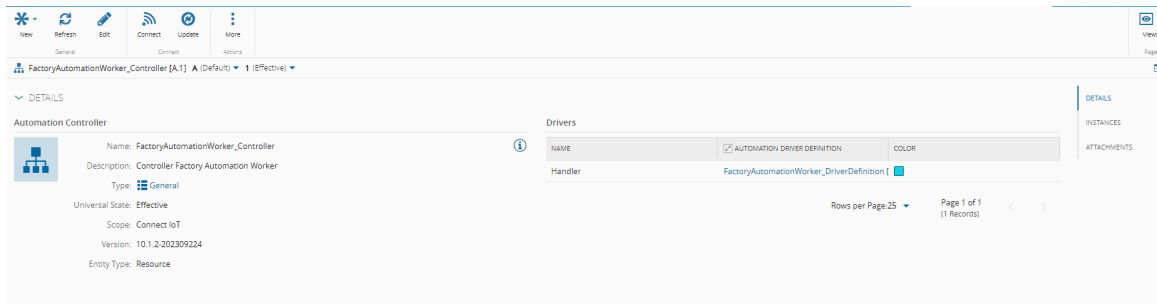 New Refresh Edit Connect Update More Views
General Connect Actions Page
FactoryAutomationWorker_Controller [A.1] A (Default) 1 (Effective)
DETAILS
Automation Controller
Name: FactoryAutomationWorker_Controller
Description: Controller Factory Automation Worker
Type: General
Universal State: Effective
Scope: Connect IoT
Version: 10.1.2-202309224
Entity Type: Resource
Drivers
NAME AUTOMATION DRIVER DEFINITION COLOR
Handler FactoryAutomationWorker_DriverDefinition [
Rows per Page:25 Page 1 of 1
(1 Records)
DETAILS
INSTANCES
ATTACHMENTS